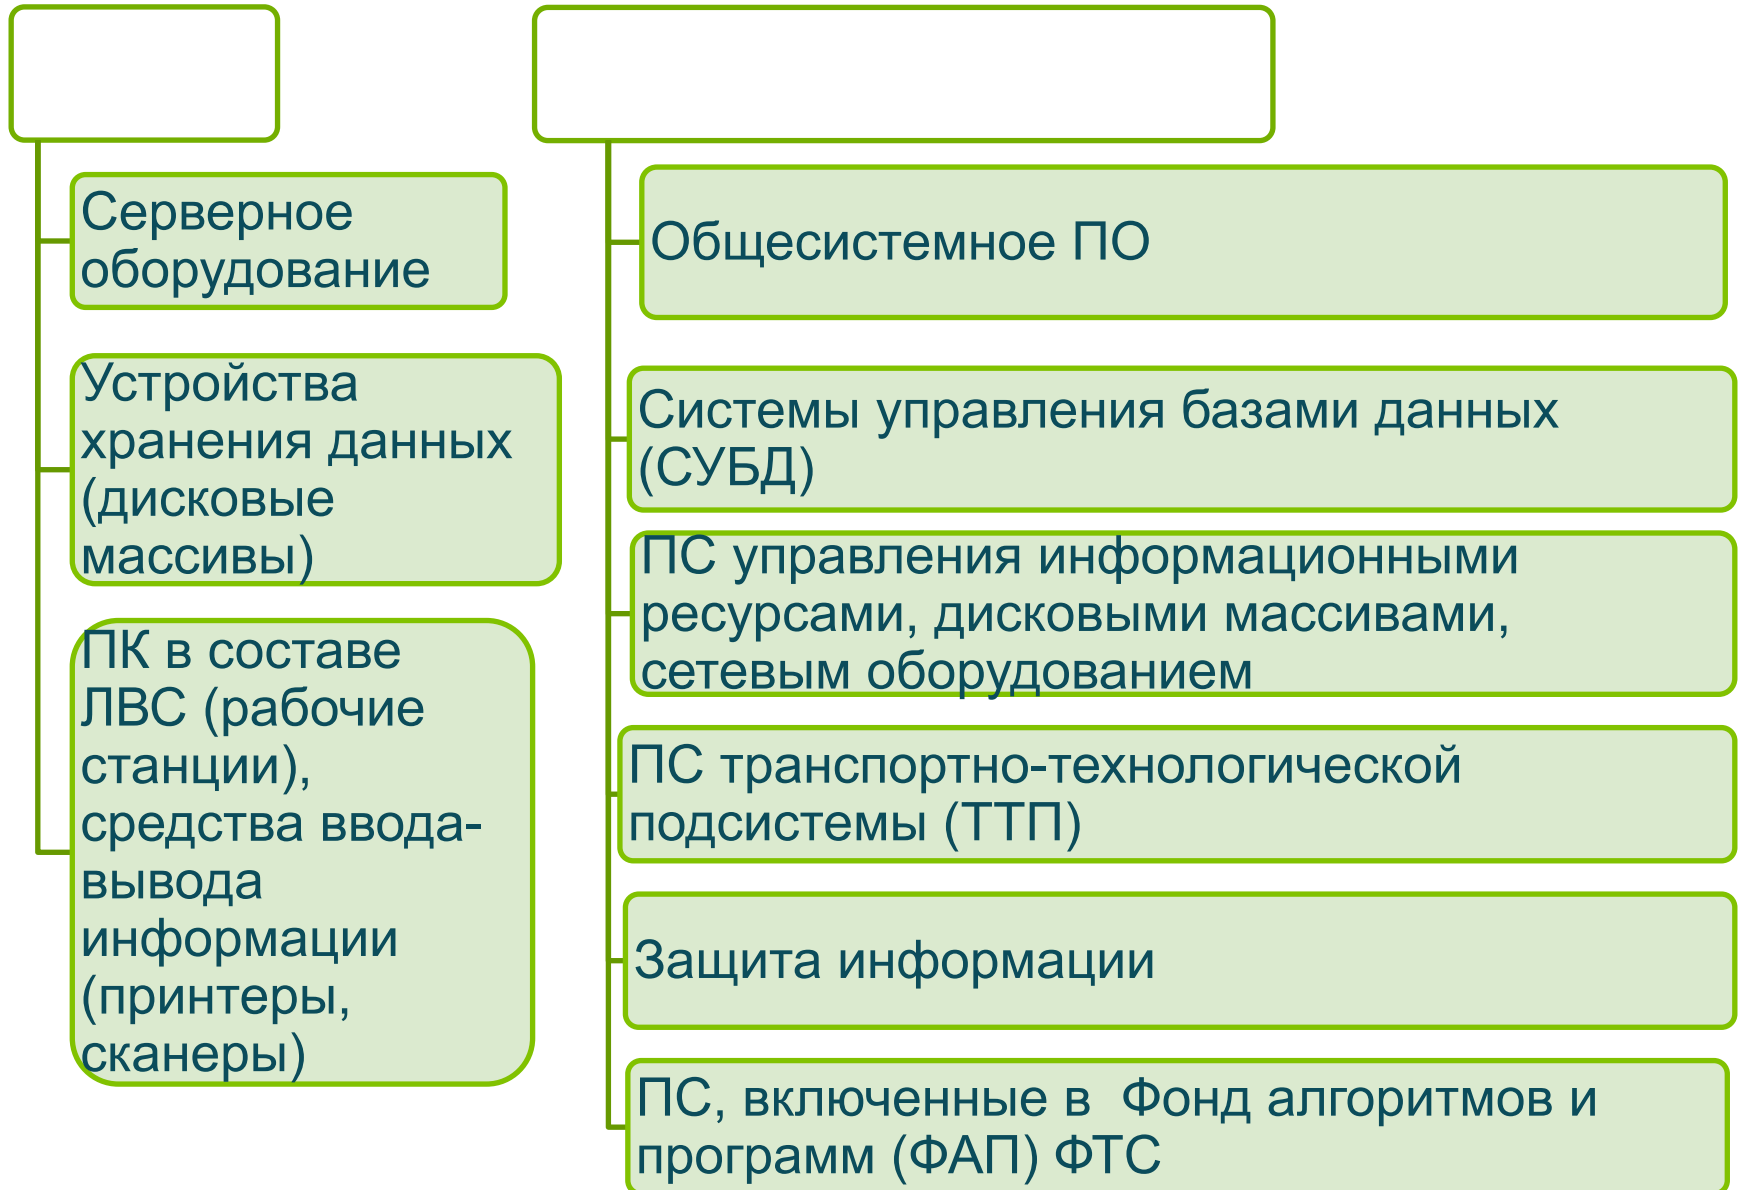 Серверное
оборудование
Устройства
хранения данных
(дисковые
массивы)
ПК в составе
ЛВС (рабочие
станции),
средства ввода-
вывода
информации
(принтеры,
сканеры)
Общесистемное ПО
Системы управления базами данных
(СУБД)
ПС управления информационными
ресурсами, дисковыми массивами,
сетевым оборудованием
ПС транспортно-технологической
подсистемы (ТТП)
Защита информации
ПС, включенные в  Фонд алгоритмов и
программ (ФАП) ФТС